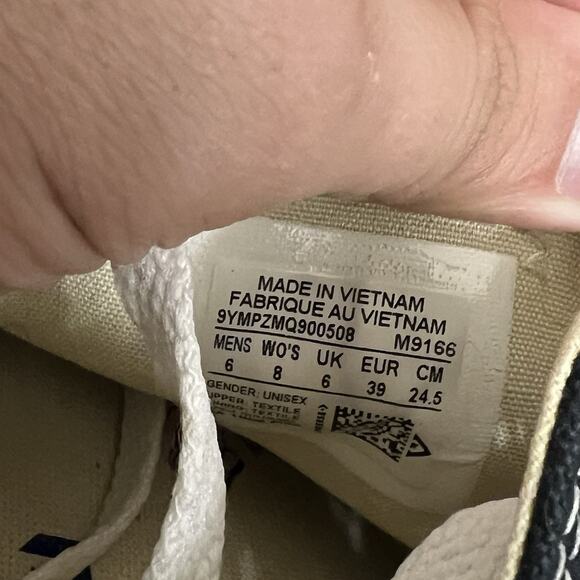 MADE IN VIETNAM
FABRIQUE AU VIETNAM
9YMPZMQ900508 M9166
MENS WO'S UK EUR CM
6 8 6 39 24.5
GENDER: UNISEX
UPPER: TEXTILE
TEXTILE